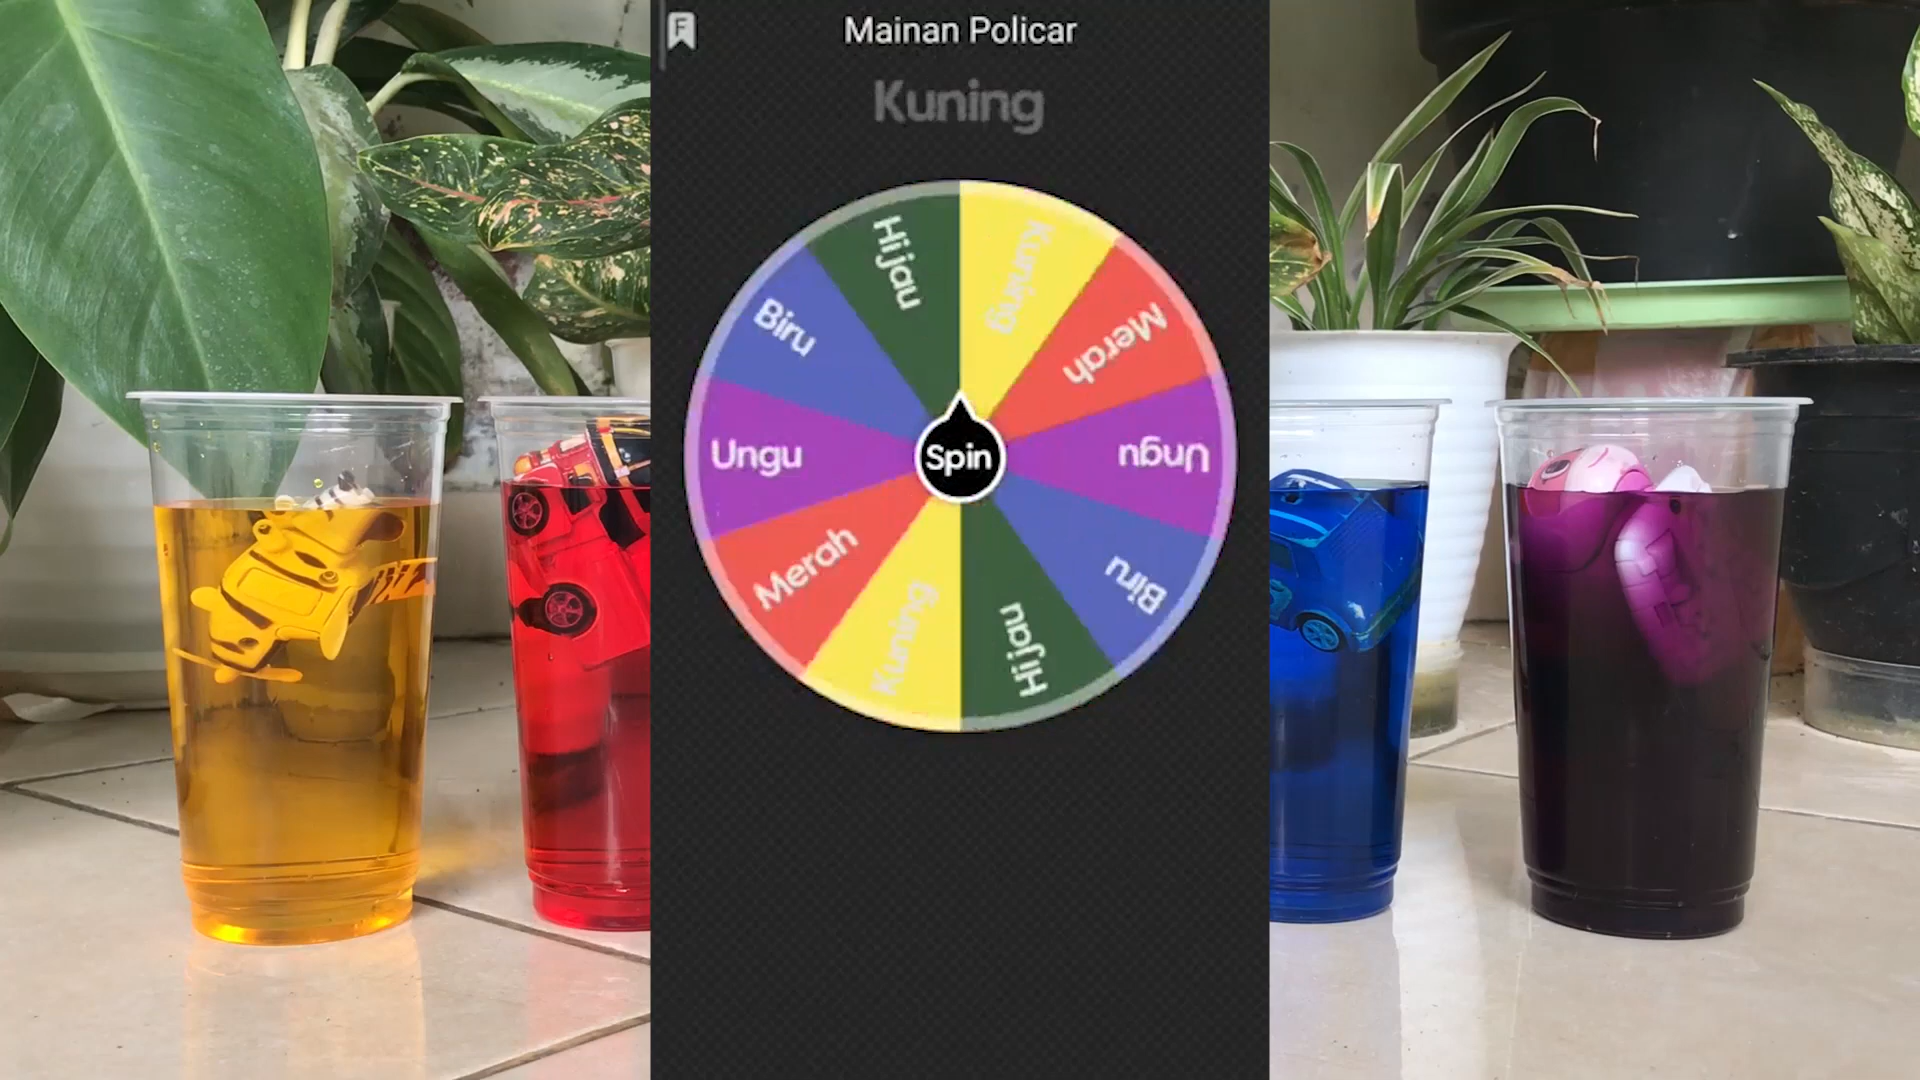 F
Mainan Policar
Kuning
Hijau
Kuning
Biru
Merah
Ungu
Spin
Ungu
Merah
Biru
Kuning
Hijau